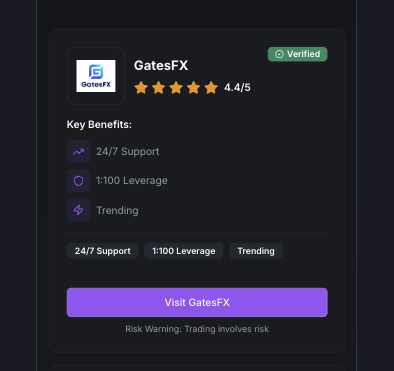 Verified
GatesFX
GatesFX
4.4/5
Key Benefits:
24/7 Support
1:100 Leverage
Trending
24/7 Support 1:100 Leverage Trending
Visit GatesFX
Risk Warning: Trading involves risk